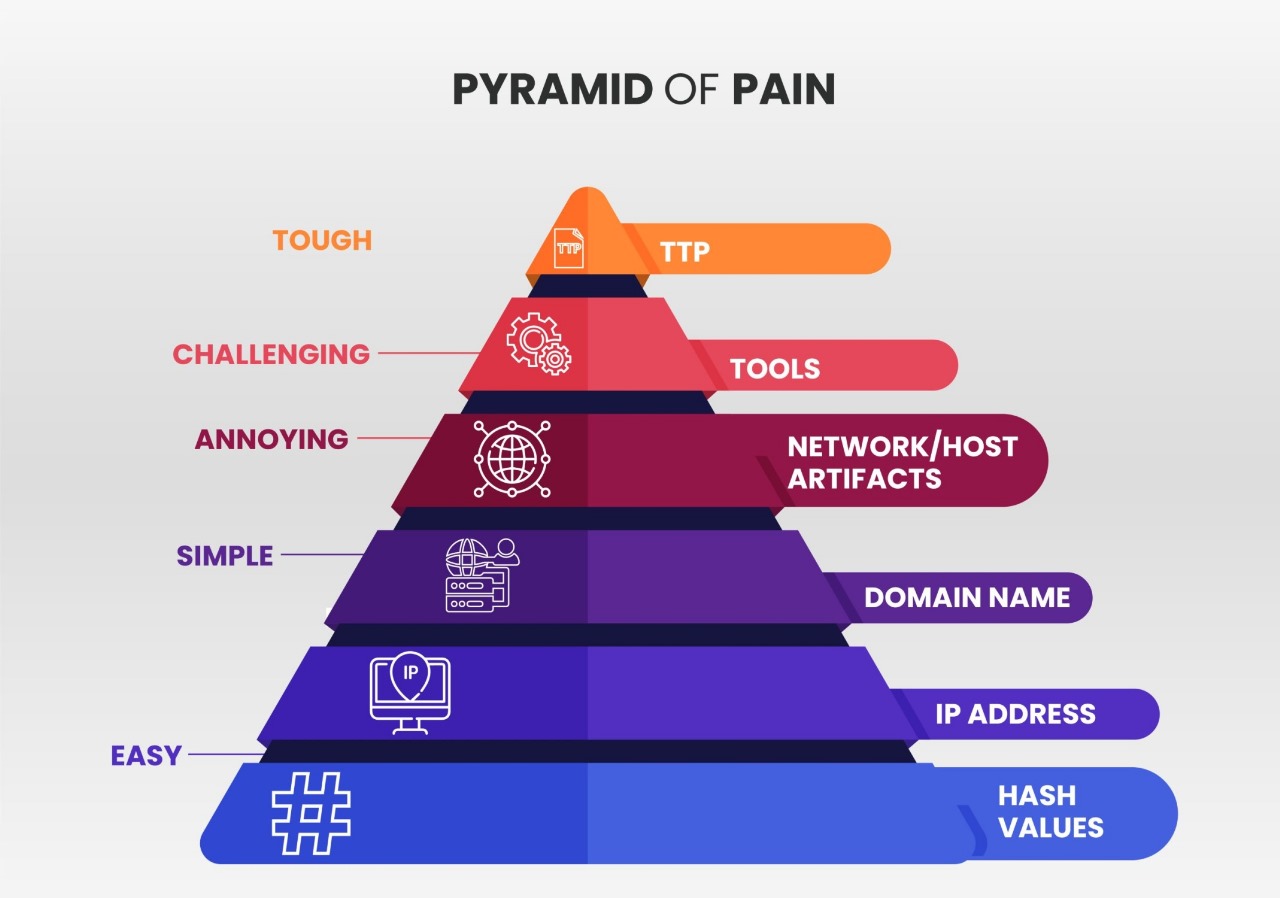 PYRAMID OF PAIN
TOUGH
TTP
TTP
CHALLENGING
TOOLS
ANNOYING
NETWORK/HOST
ARTIFACTS
SIMPLE
DOMAIN NAME
IP
IP ADDRESS
EASY
HASH
VALUES